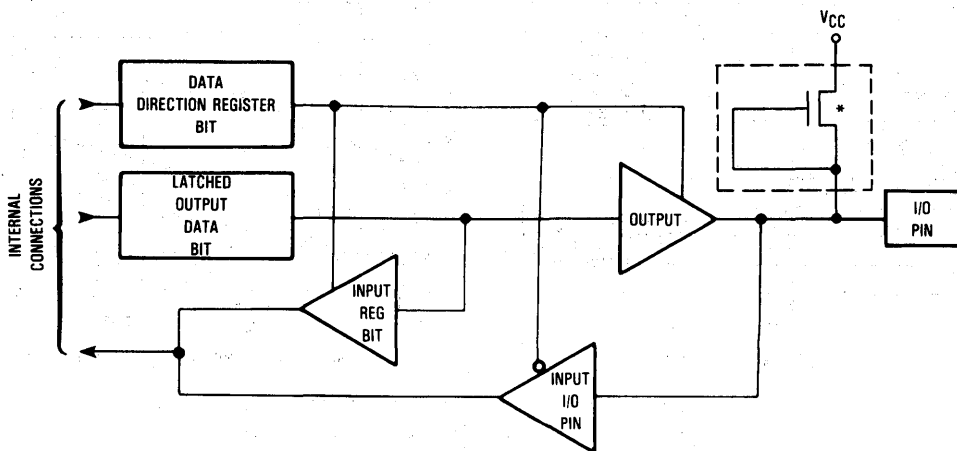 VCC
DATA
DIRECTION REGISTER
BIT
*
LATCHED
OUTPUT
DATA
BIT
OUTPUT
I/O
PIN
INTERNAL
CONNECTIONS
INPUT
REG
BIT
INPUT
I/O
PIN